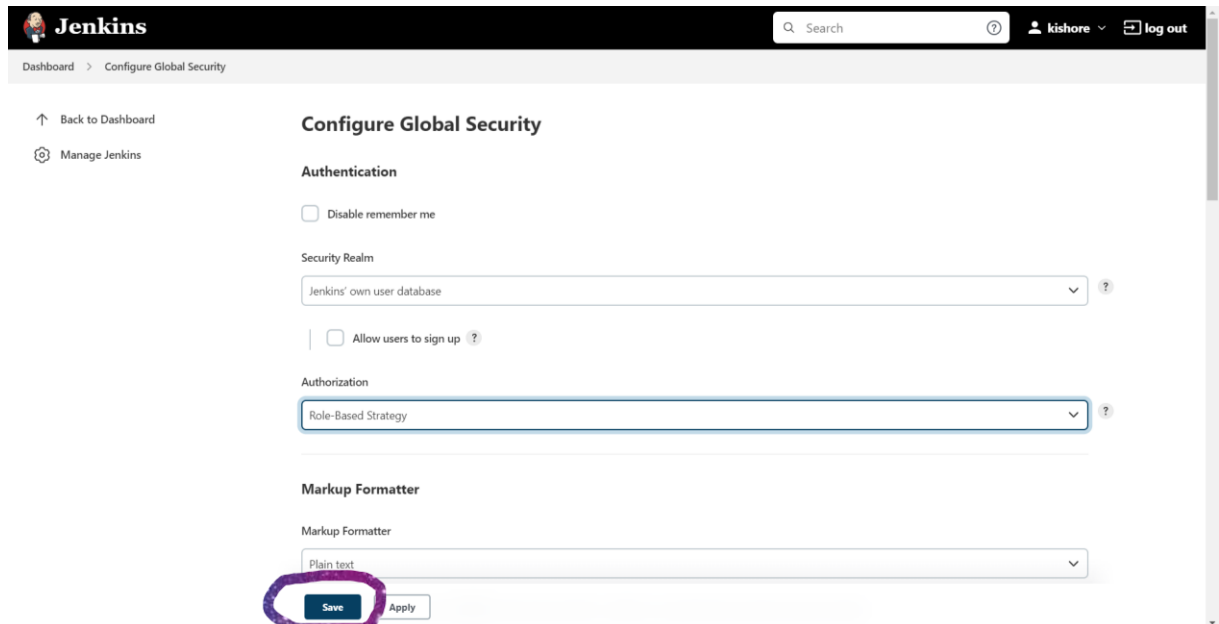 Jenkins
Search
?
kishore
log out
Dashboard > Configure Global Security
Back to Dashboard
Manage Jenkins
Configure Global Security
Authentication
Disable remember me
Security Realm
Jenkins' own user database
?
Allow users to sign up ?
Authorization
Role-Based Strategy
?
Markup Formatter
Markup Formatter
Plain text
Save
Apply